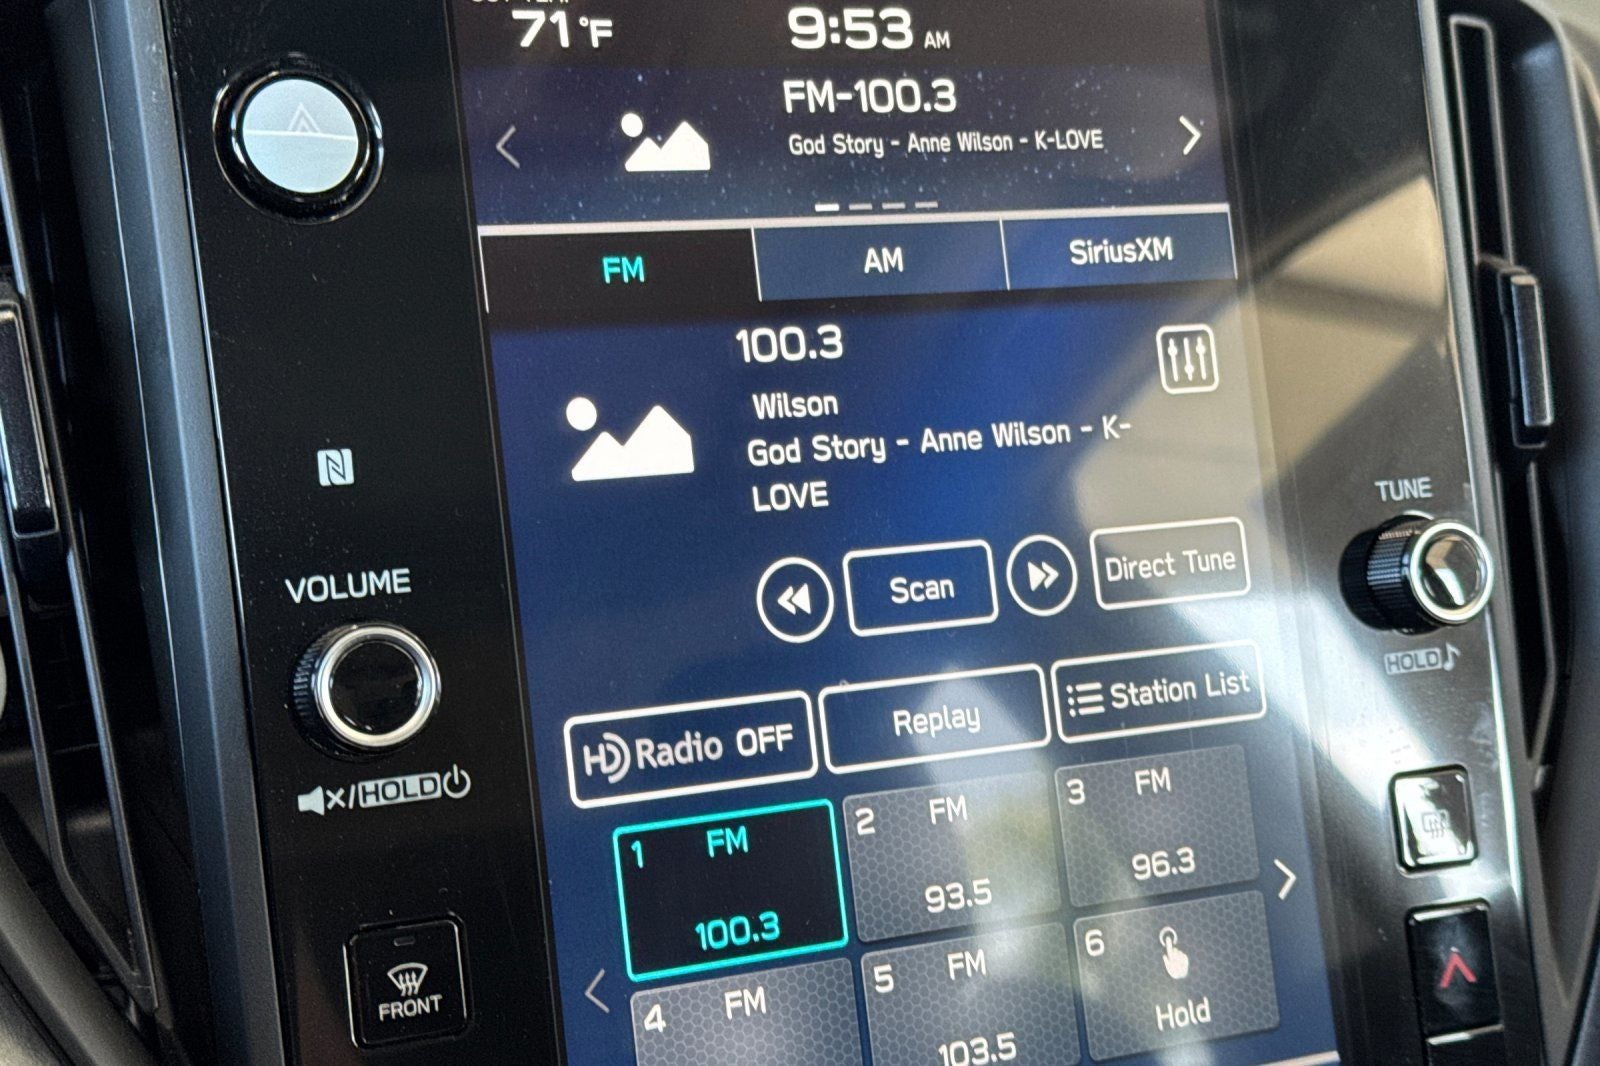 71°F
9:53 AM
FM-100.3
God Story - Anne Wilson - K-LOVE
FM
AM
SiriusXM
100.3
Wilson
God Story - Anne Wilson - K-
LOVE
TUNE
Scan
Direct Tune
VOLUME
HOLD
HD Radio OFF
Replay
Station List
HOLD
1 FM
100.3
2 FM
93.5
3 FM
96.3
4 FM
5 FM
103.5
6
Hold
FRONT